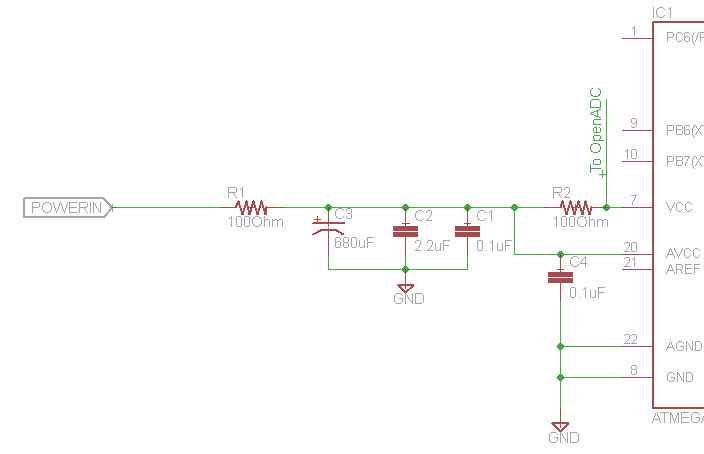 IC1
1
PC6(/F
To OpenADC
+
9
PB6(X
10
PB7(X
POWERIN
R1
100Ohm
+
C3
680uF
C2
2.2uF
C1
0.1uF
R2
100Ohm
7
VCC
20
AVCC
21
AREF
C4
0.1uF
GND
22
AGND
8
GND
ATMEGA
GND